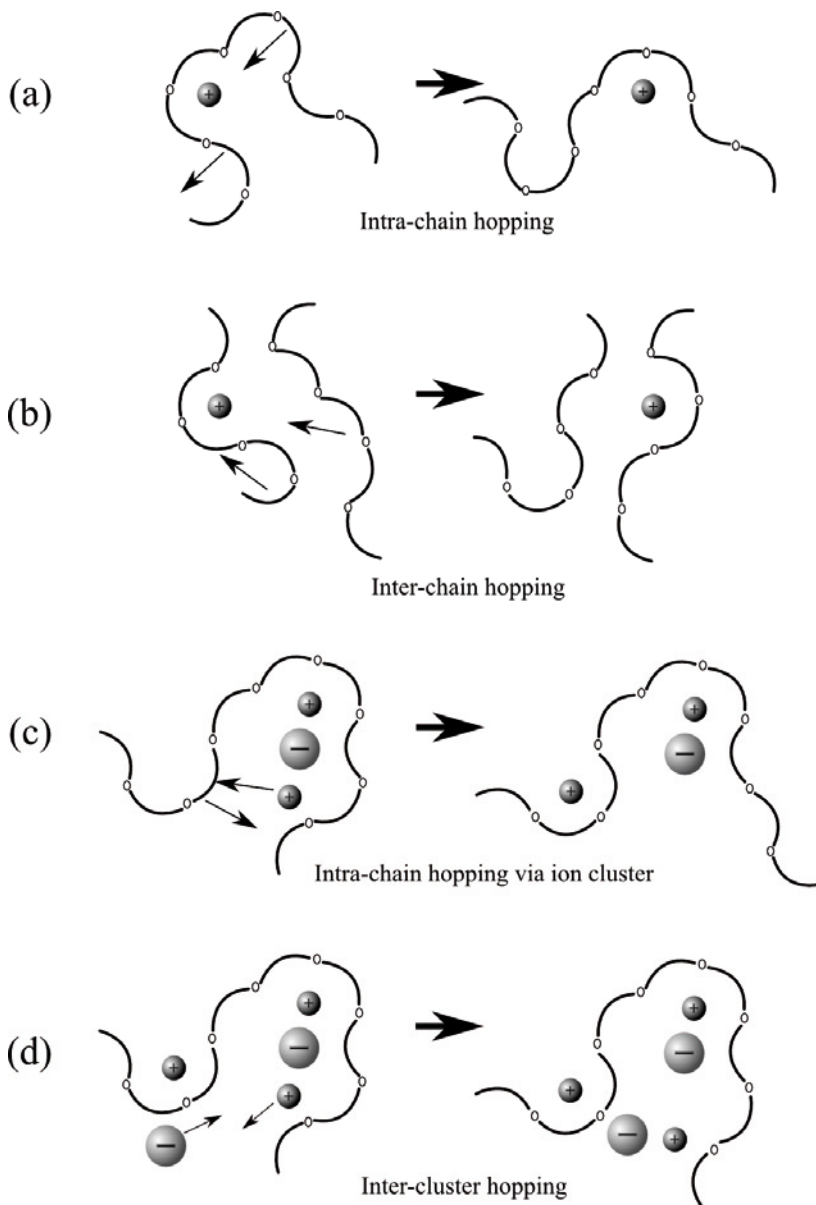 (a)
Intra-chain hopping
(b)
Inter-chain hopping
(c)
Intra-chain hopping via ion cluster
(d)
Inter-cluster hopping